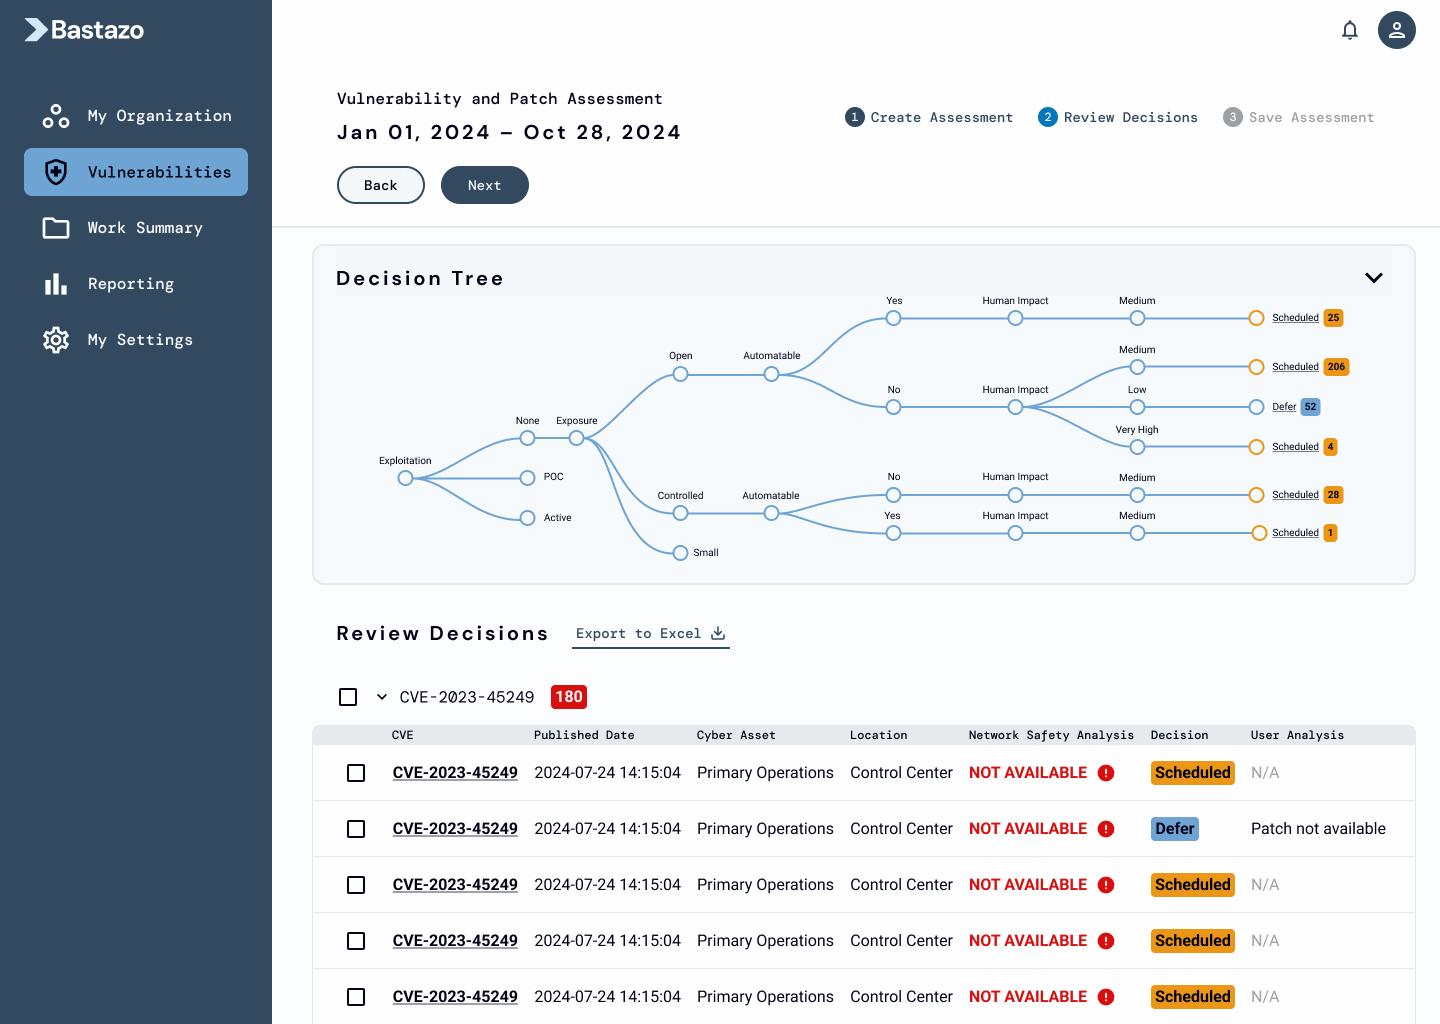 Bastazo
My Organization
Vulnerabilities
Work Summary
Reporting
My Settings
Vulnerability and Patch Assessment
Jan 01, 2024 – Oct 28, 2024
1 Create Assessment
2 Review Decisions
3 Save Assessment
Back
Next
Decision Tree
Yes
Human Impact
Medium
Scheduled 25
Open
Automatable
Medium
Scheduled 206
No
Human Impact
Low
Defer 52
None
Exposure
Very High
Scheduled 4
Exploitation
POC
Active
Controlled
Automatable
No
Human Impact
Medium
Scheduled 28
Yes
Human Impact
Medium
Scheduled 1
Small
Review Decisions
Export to Excel
CVE-2023-45249 180
CVE Published Date Cyber Asset Location Network Safety Analysis Decision User Analysis
CVE-2023-45249 2024-07-24 14:15:04 Primary Operations Control Center NOT AVAILABLE Scheduled N/A
CVE-2023-45249 2024-07-24 14:15:04 Primary Operations Control Center NOT AVAILABLE Defer Patch not available
CVE-2023-45249 2024-07-24 14:15:04 Primary Operations Control Center NOT AVAILABLE Scheduled N/A
CVE-2023-45249 2024-07-24 14:15:04 Primary Operations Control Center NOT AVAILABLE Scheduled N/A
CVE-2023-45249 2024-07-24 14:15:04 Primary Operations Control Center NOT AVAILABLE Scheduled N/A